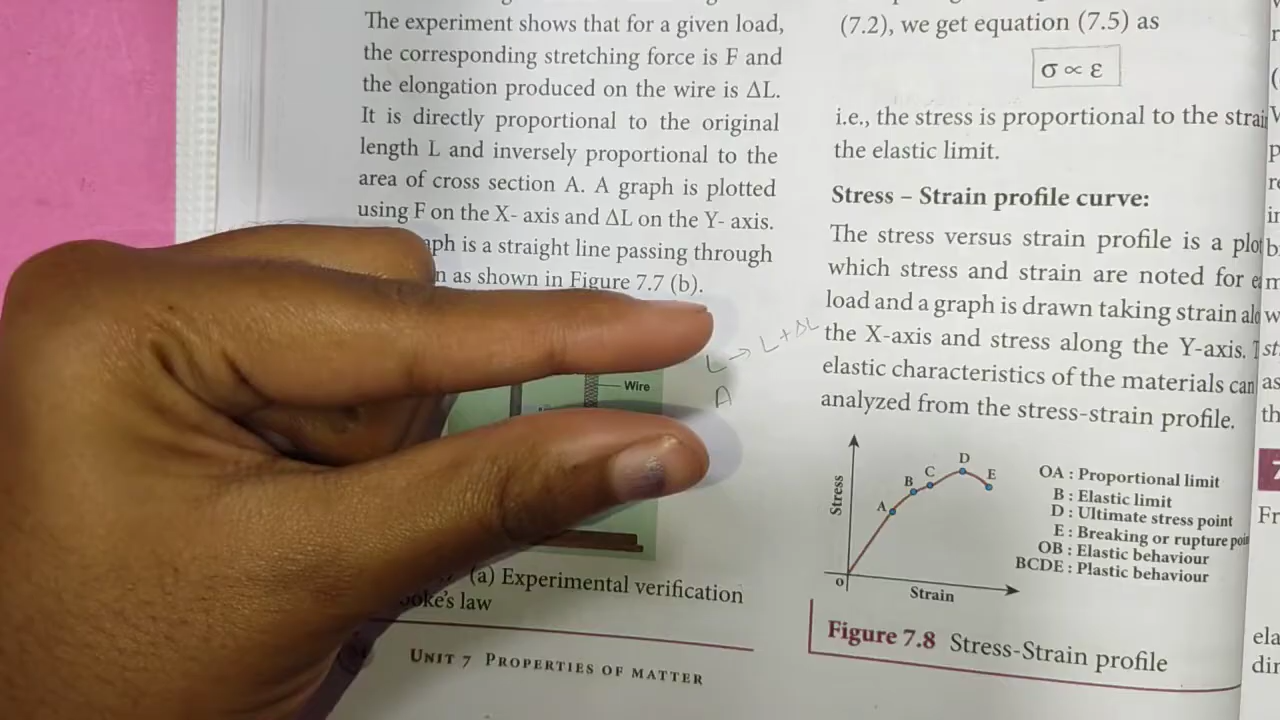 The experiment shows that for a given load,
the corresponding stretching force is F and
the elongation produced on the wire is ΔL.
It is directly proportional to the original
length L and inversely proportional to the
area of cross section A. A graph is plotted
using F on the X- axis and ΔL on the Y- axis.
is a straight line passing through
as shown in Figure 7.7 (b).
L → L + ΔL
A
Wire
(a) Experimental verification
law
UNIT 7 PROPERTIES OF MATTER
(7.2), we get equation (7.5) as
σ ∝ ε
i.e., the stress is proportional to the
the elastic limit.
Stress – Strain profile curve:
The stress versus strain profile is a
which stress and strain are noted for
load and a graph is drawn taking strain
the X-axis and stress along the Y-axis.
elastic characteristics of the materials can
analyzed from the stress-strain profile.
Stress
A
B
C
D
E
O
Strain
OA : Proportional limit
B : Elastic limit
D : Ultimate stress point
E : Breaking or rupture
OB : Elastic behaviour
BCDE : Plastic behaviour
Figure 7.8 Stress-Strain profile